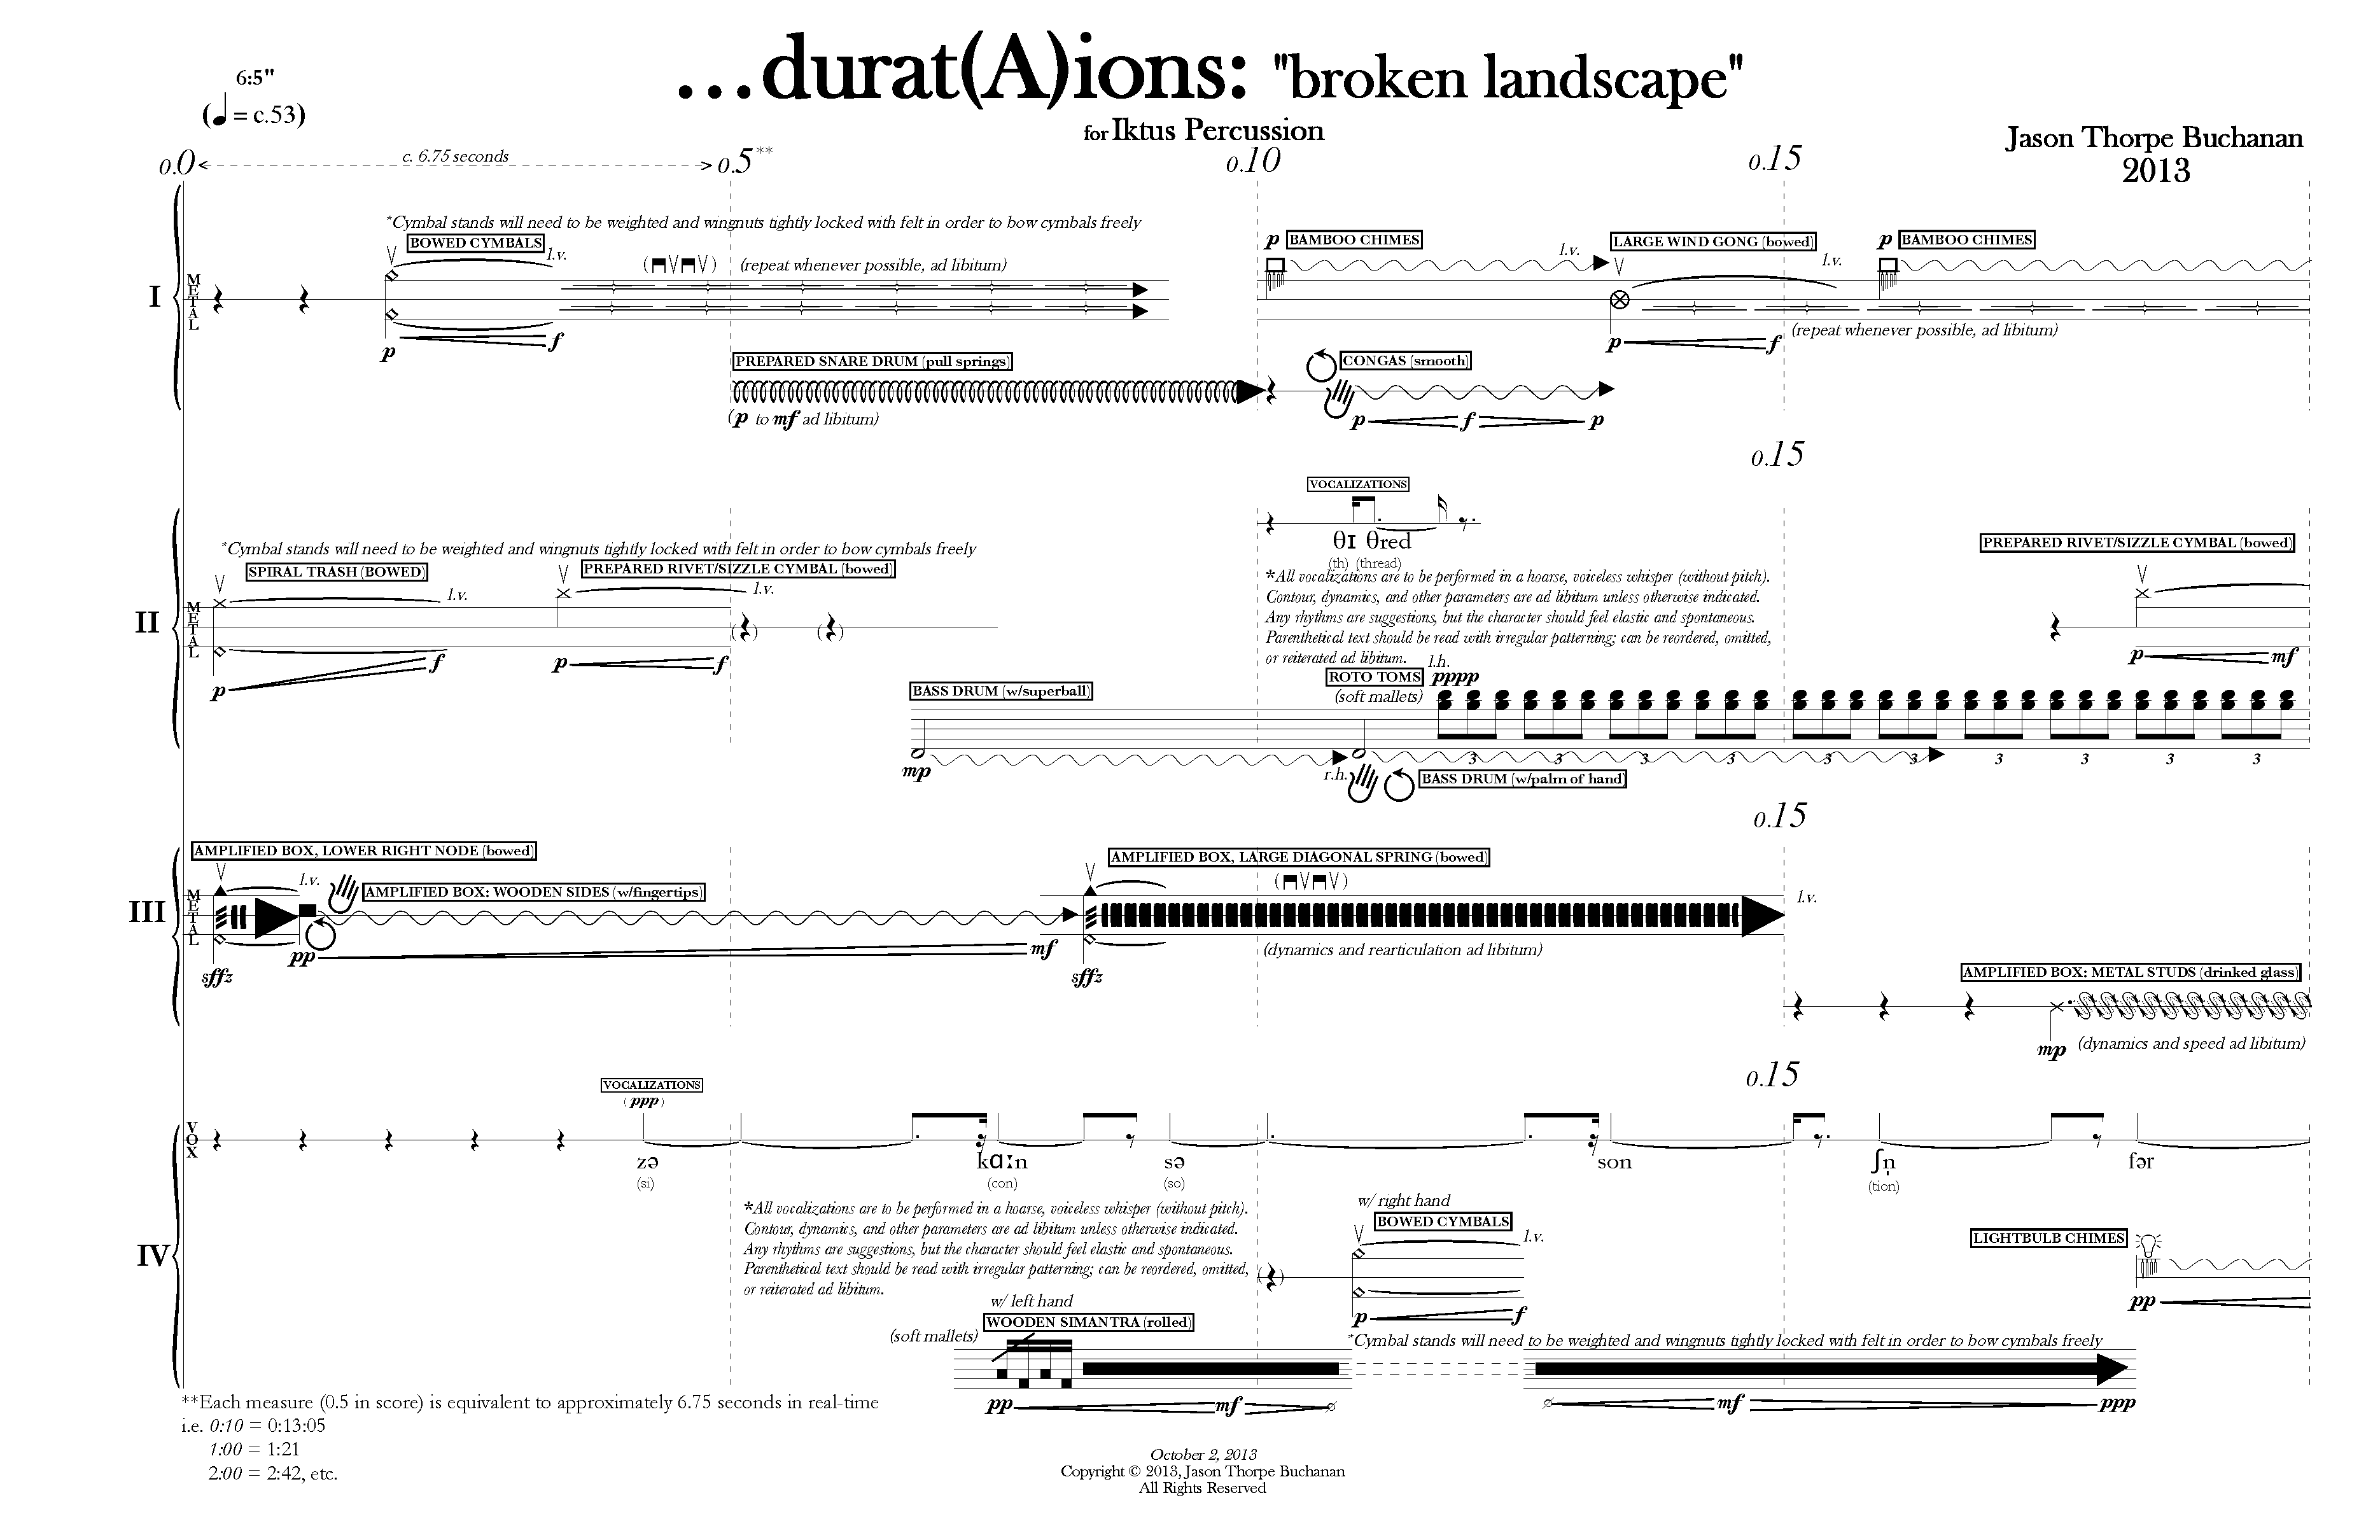 ...durat(A)ions: "broken landscape"
for Iktus Percussion
Jason Thorpe Buchanan
2013
6:5"
(♩ = c.53)
0.0
c. 6.75 seconds
0.5**
0.10
0.15
*Cymbal stands will need to be weighted and wingnuts tightly locked with felt in order to bow cymbals freely
BOWED CYMBALS
l.v.
(repeat whenever possible, ad libitum)
p BAMBOO CHIMES
l.v.
LARGE WIND GONG (bowed)
l.v.
p BAMBOO CHIMES
I
METAL
p
f
p
f
(repeat whenever possible, ad libitum)
PREPARED SNARE DRUM (pull springs)
(p to mf ad libitum)
CONGAS (smooth)
p
f
p
0.15
VOCALIZATIONS
θɪ θred
(th) (thread)
*All vocalizations are to be performed in a hoarse, voiceless whisper (without pitch).
Contour, dynamics, and other parameters are ad libitum unless otherwise indicated.
Any rhythms are suggestions, but the character should feel elastic and spontaneous.
Parenthetical text should be read with irregular patterning; can be reordered, omitted,
or reiterated ad libitum.
*Cymbal stands will need to be weighted and wingnuts tightly locked with felt in order to bow cymbals freely
SPIRAL TRASH (BOWED)
l.v.
PREPARED RIVET/SIZZLE CYMBAL (bowed)
l.v.
PREPARED RIVET/SIZZLE CYMBAL (bowed)
II
METAL
p
f
p
f
p
mf
BASS DRUM (w/superball)
mp
l.h.
ROTO TOMS pppp
(soft mallets)
3 3 3 3 3 3 3 3 3 3
r.h.
BASS DRUM (w/palm of hand)
0.15
AMPLIFIED BOX, LOWER RIGHT NODE (bowed)
l.v.
AMPLIFIED BOX: WOODEN SIDES (w/fingertips)
AMPLIFIED BOX, LARGE DIAGONAL SPRING (bowed)
l.v.
III
METAL
sffz
pp
mf
sffz
(dynamics and rearticulation ad libitum)
AMPLIFIED BOX: METAL STUDS (drinked glass)
mp
(dynamics and speed ad libitum)
0.15
VOCALIZATIONS
(ppp)
VOX
zə kɑːn sə son ʃn̩ fər
(si) (con) (so) (tion)
*All vocalizations are to be performed in a hoarse, voiceless whisper (without pitch).
Contour, dynamics, and other parameters are ad libitum unless otherwise indicated.
Any rhythms are suggestions, but the character should feel elastic and spontaneous.
Parenthetical text should be read with irregular patterning; can be reordered, omitted,
or reiterated ad libitum.
IV
w/ right hand
BOWED CYMBALS
l.v.
p
f
LIGHTBULB CHIMES
pp
*Cymbal stands will need to be weighted and wingnuts tightly locked with felt in order to bow cymbals freely
w/ left hand
WOODEN SIMANTRA (rolled)
(soft mallets)
pp
mf
mf
ppp
**Each measure (0.5 in score) is equivalent to approximately 6.75 seconds in real-time
i.e. 0:10 = 0:13:05
1:00 = 1:21
2:00 = 2:42, etc.
October 2, 2013
Copyright © 2013, Jason Thorpe Buchanan
All Rights Reserved